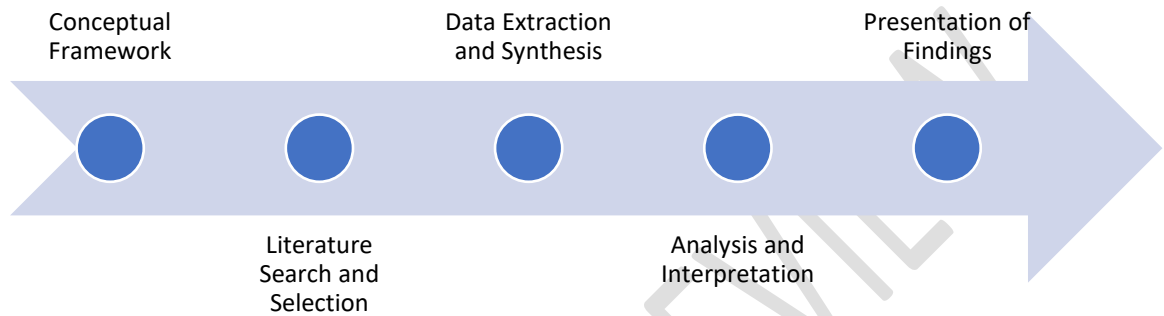 Conceptual
Framework
Literature
Search and
Selection
Data Extraction
and Synthesis
Analysis and
Interpretation
Presentation of
Findings